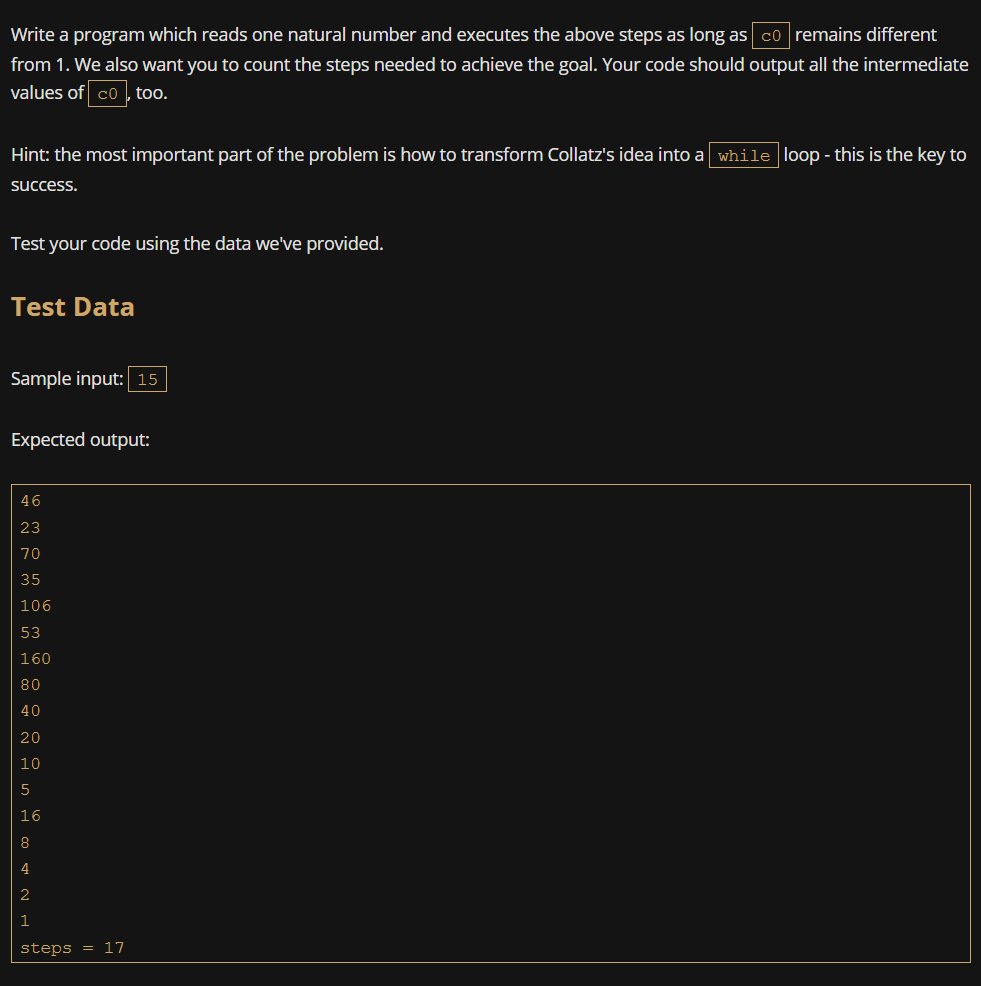 Write a program which reads one natural number and executes the above steps as long as c0 remains different
from 1. We also want you to count the steps needed to achieve the goal. Your code should output all the intermediate
values of c0, too.
Hint: the most important part of the problem is how to transform Collatz's idea into a while loop - this is the key to
success.
Test your code using the data we've provided.
Test Data
Sample input: 15
Expected output:
46
23
70
35
106
53
160
80
40
20
10
5
16
8
4
2
1
steps = 17